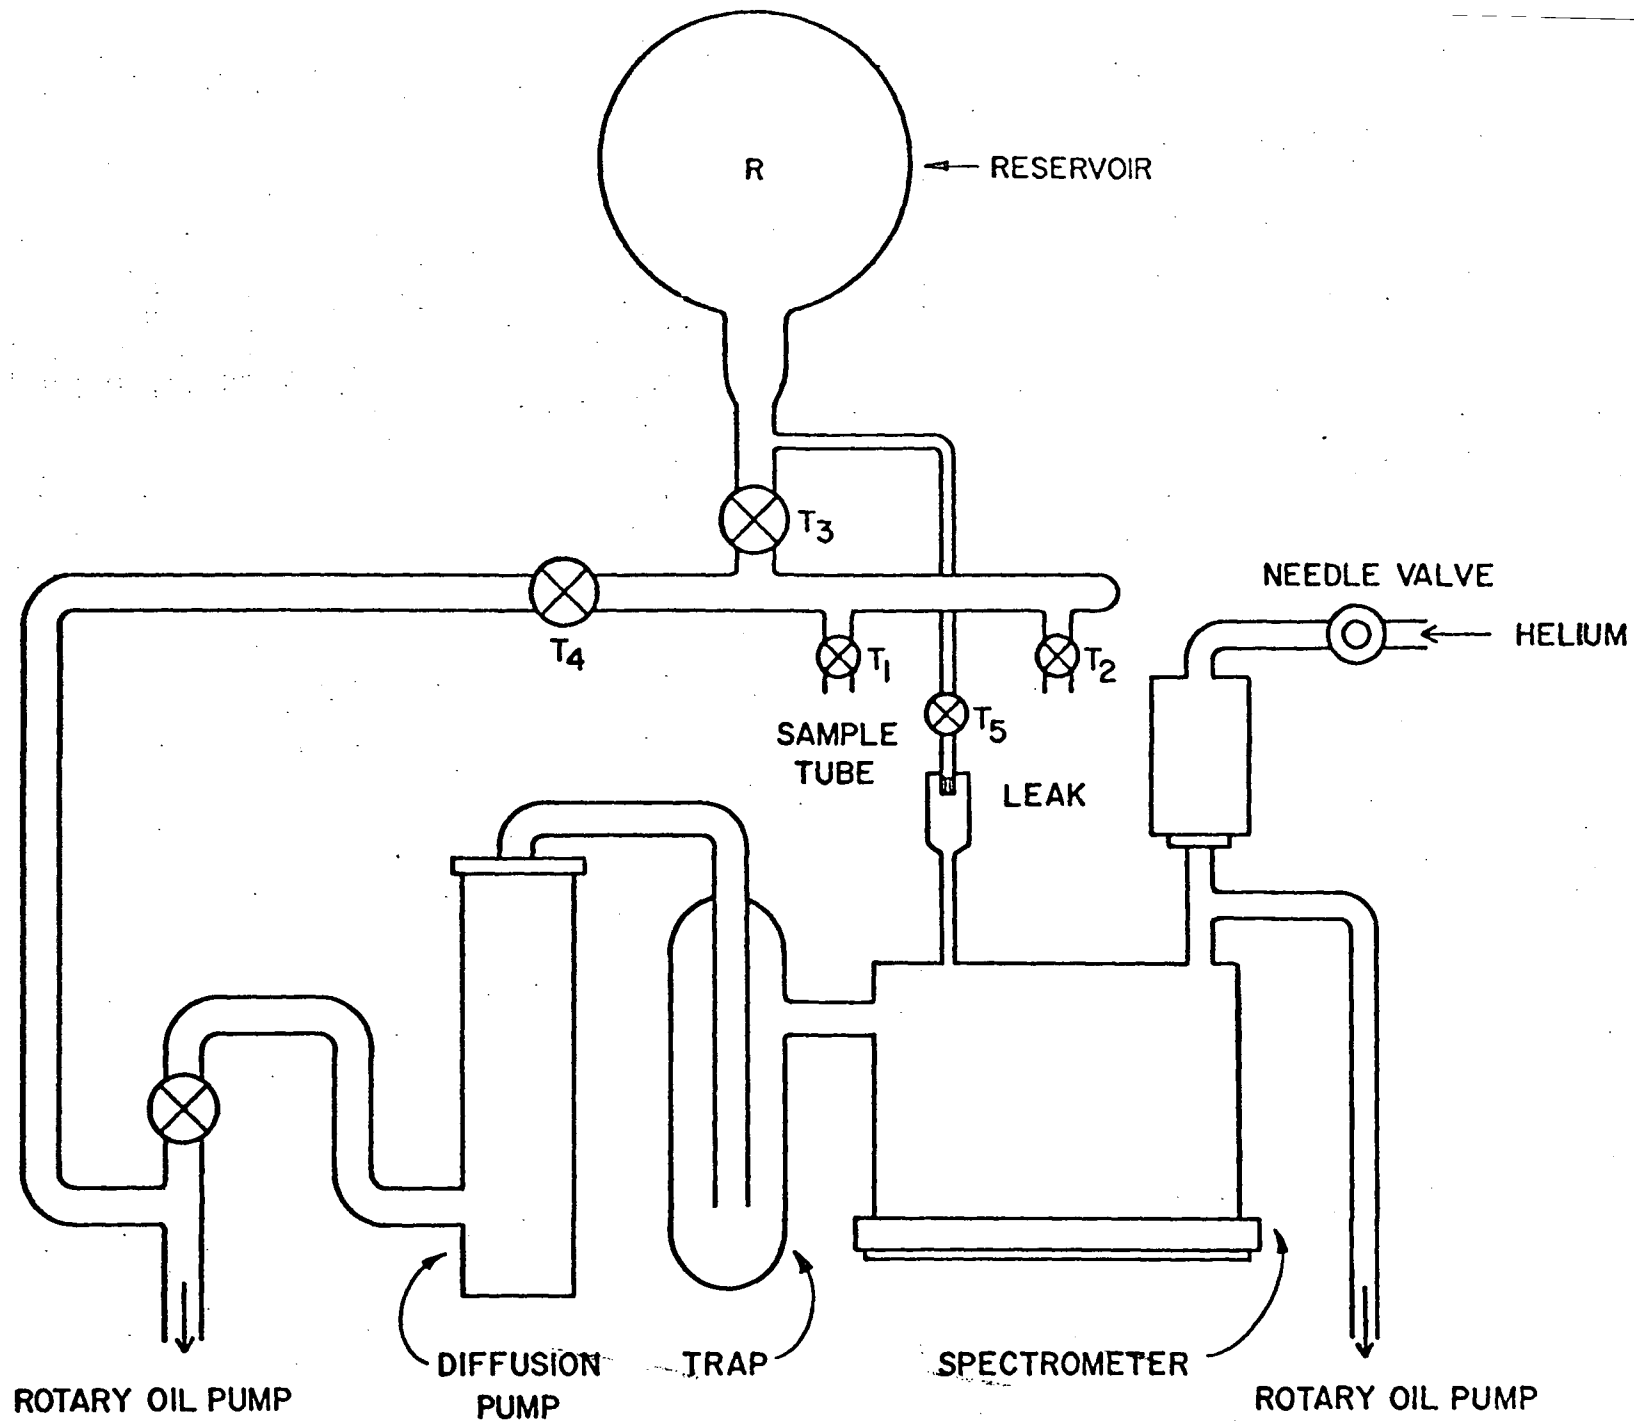 R
RESERVOIR
T3
NEEDLE VALVE
HELIUM
T4
T1
T2
T5
SAMPLE
TUBE
LEAK
DIFFUSION
PUMP
TRAP
SPECTROMETER
ROTARY OIL PUMP
ROTARY OIL PUMP